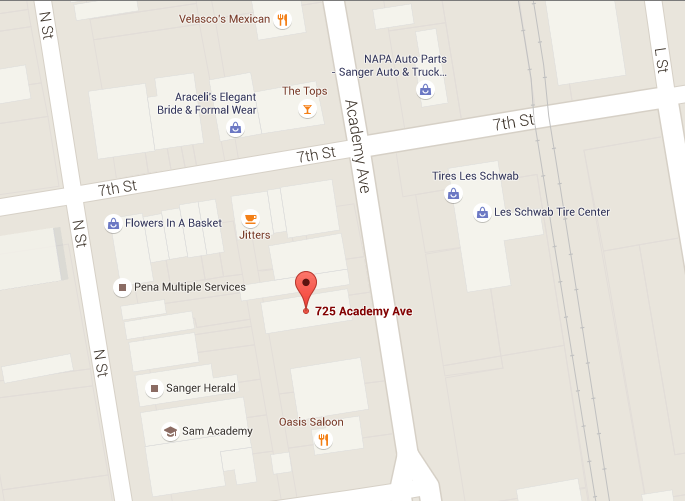 N St
Velasco's Mexican
NAPA Auto Parts
- Sanger Auto & Truck...
L St
The Tops
Araceli's Elegant
Bride & Formal Wear
Academy Ave
7th St
7th St
7th St
Tires Les Schwab
Les Schwab Tire Center
N St
Flowers In A Basket
Jitters
Pena Multiple Services
725 Academy Ave
N St
Sanger Herald
Oasis Saloon
Sam Academy